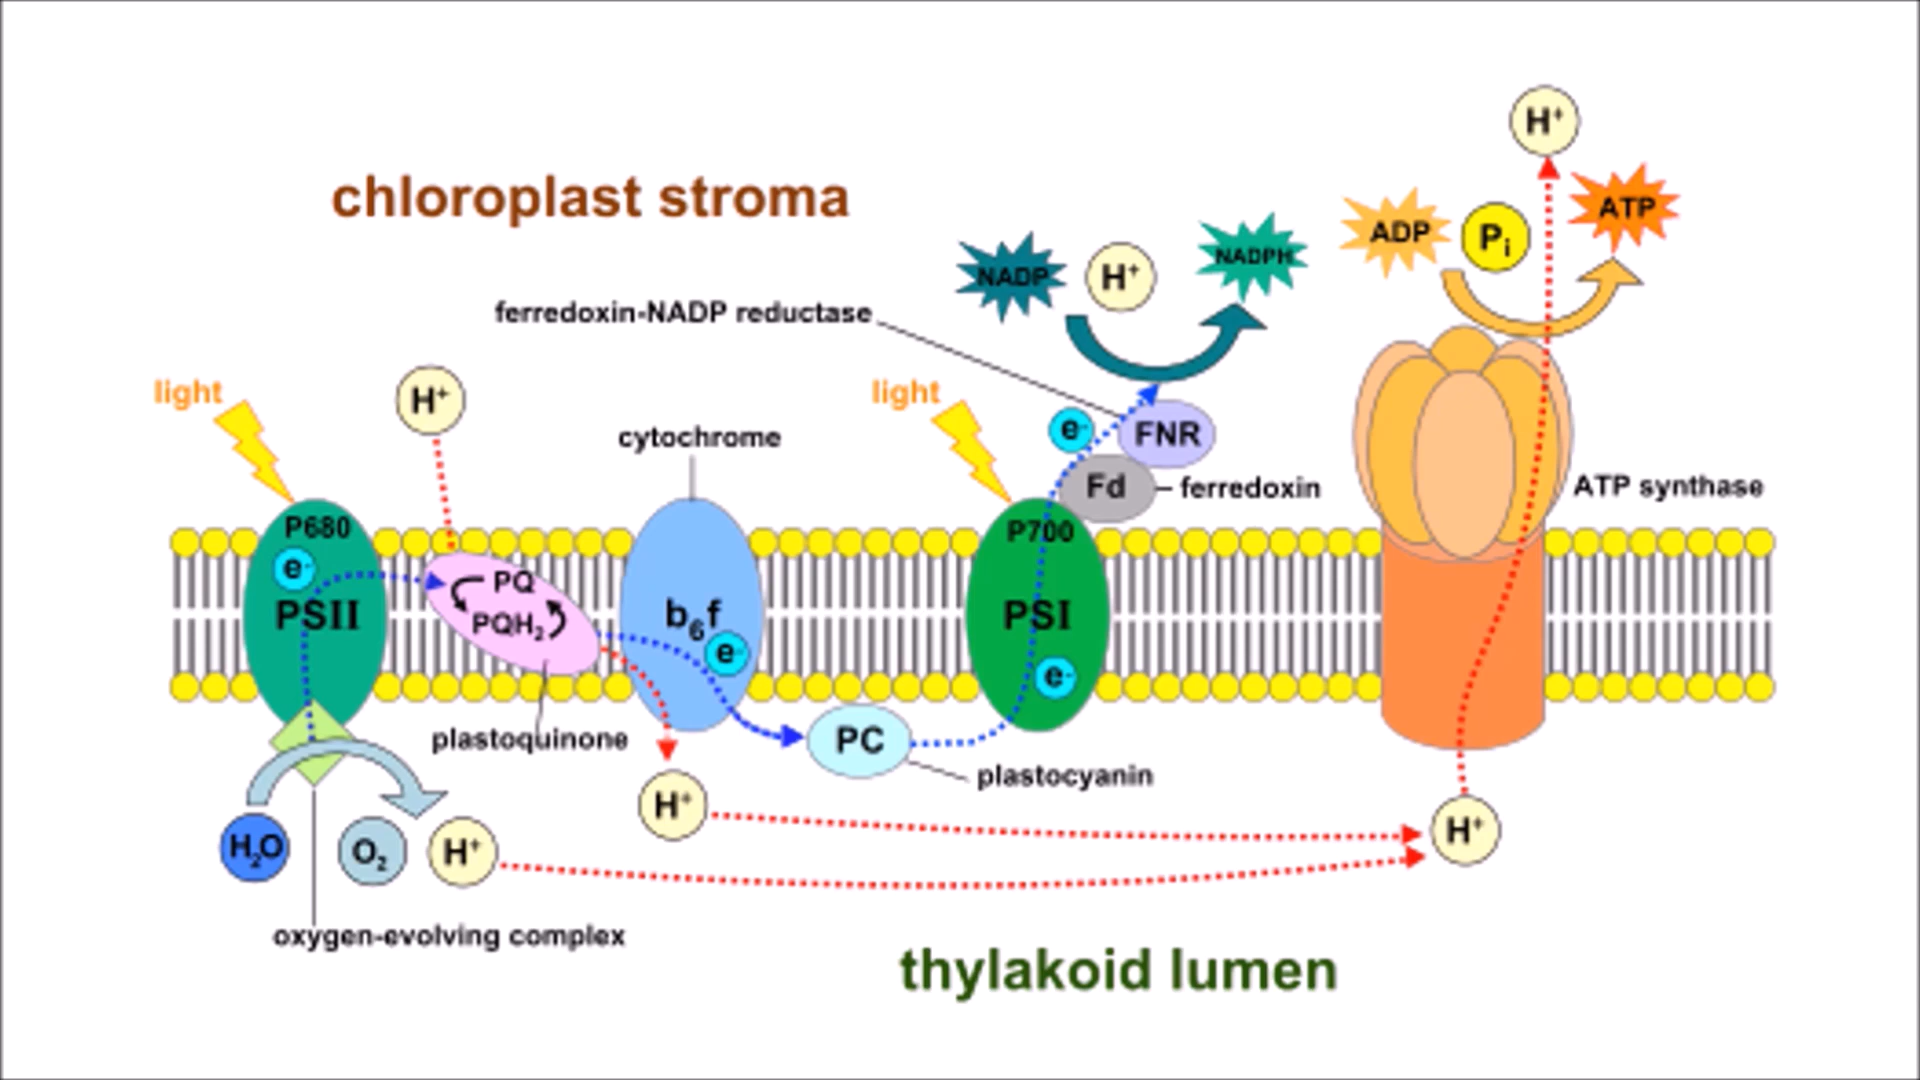 H⁺
chloroplast stroma
ADP
Pᵢ
ATP
NADP
H⁺
NADPH
ferredoxin-NADP reductase
light
H⁺
light
cytochrome
e⁻
FNR
Fd
ferredoxin
ATP synthase
P680
e⁻
PSII
PQ
PQH₂
b₆f
e⁻
P700
PSI
e⁻
plastoquinone
PC
plastocyanin
H₂O
O₂
H⁺
H⁺
H⁺
oxygen-evolving complex
thylakoid lumen